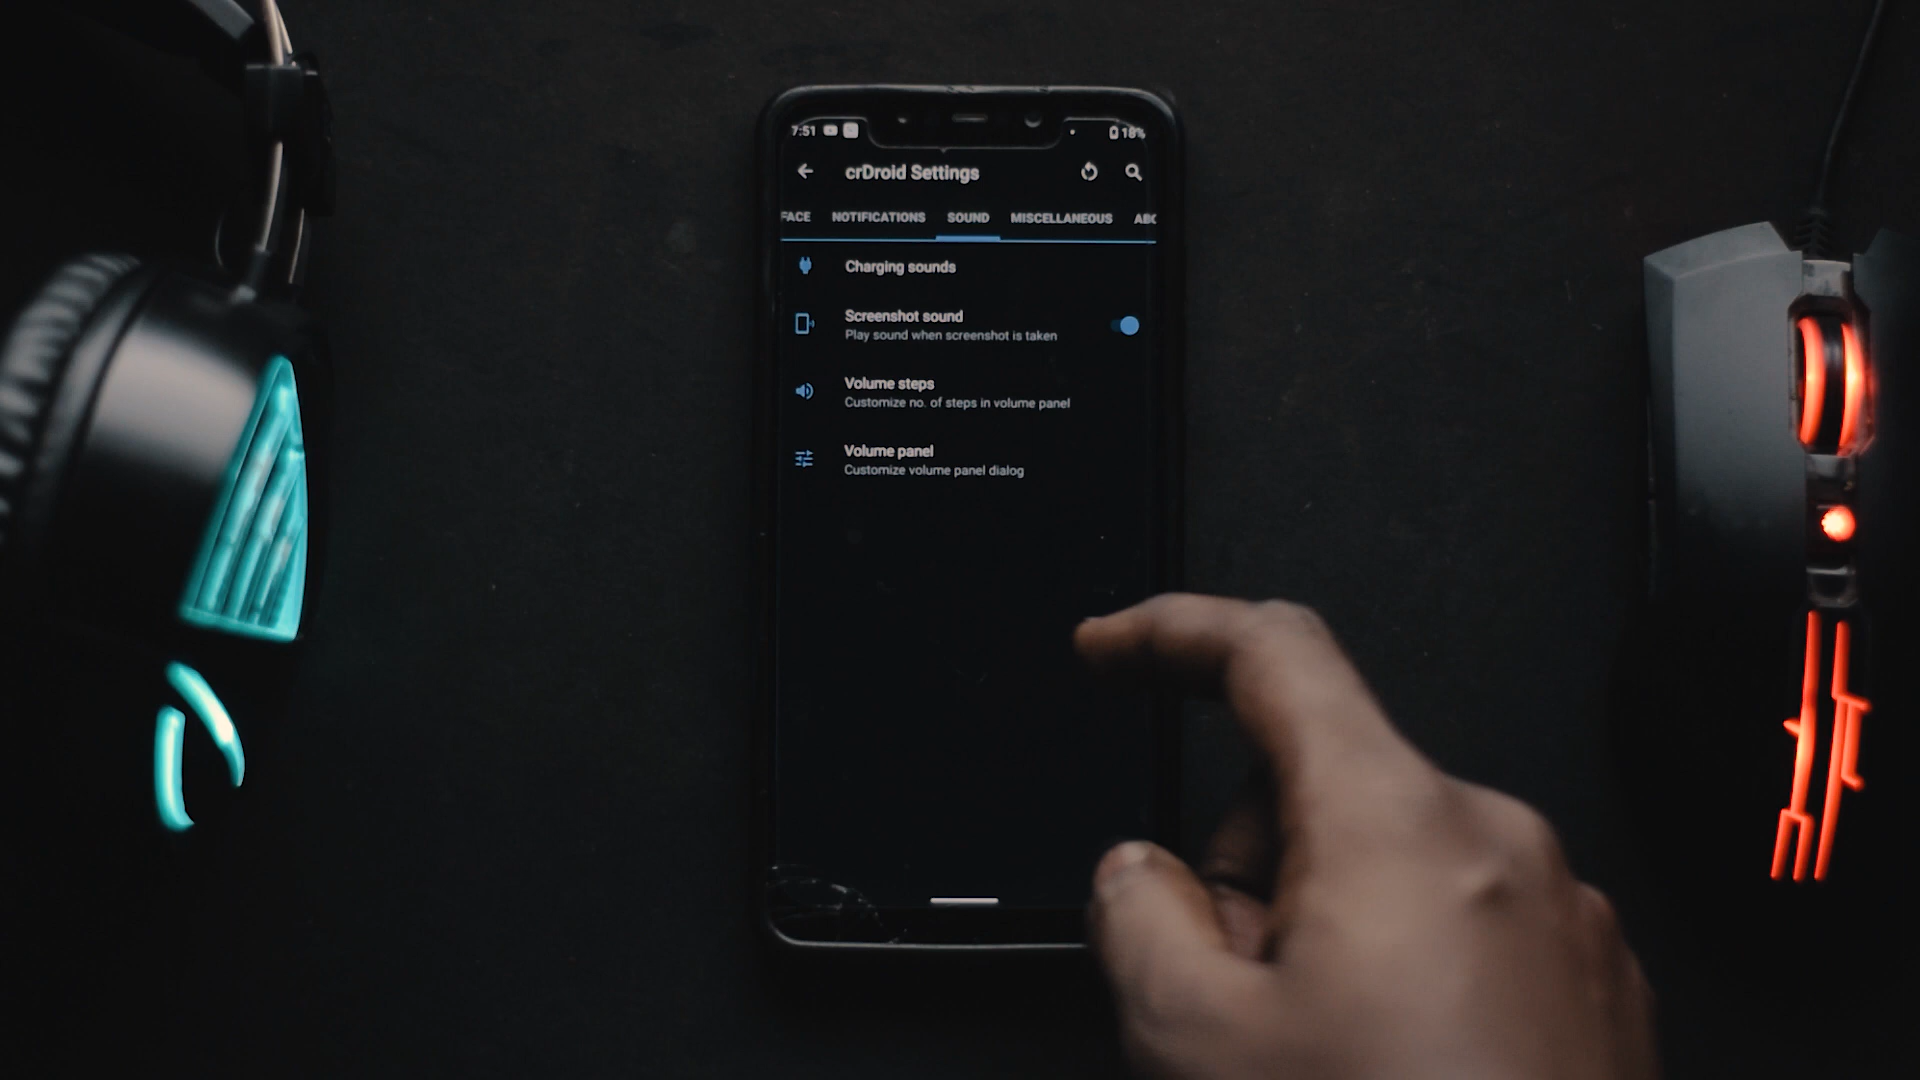 7:51 18%
crDroid Settings
FACE NOTIFICATIONS SOUND MISCELLANEOUS ABO
Charging sounds
Screenshot sound
Play sound when screenshot is taken
Volume steps
Customize no. of steps in volume panel
Volume panel
Customize volume panel dialog